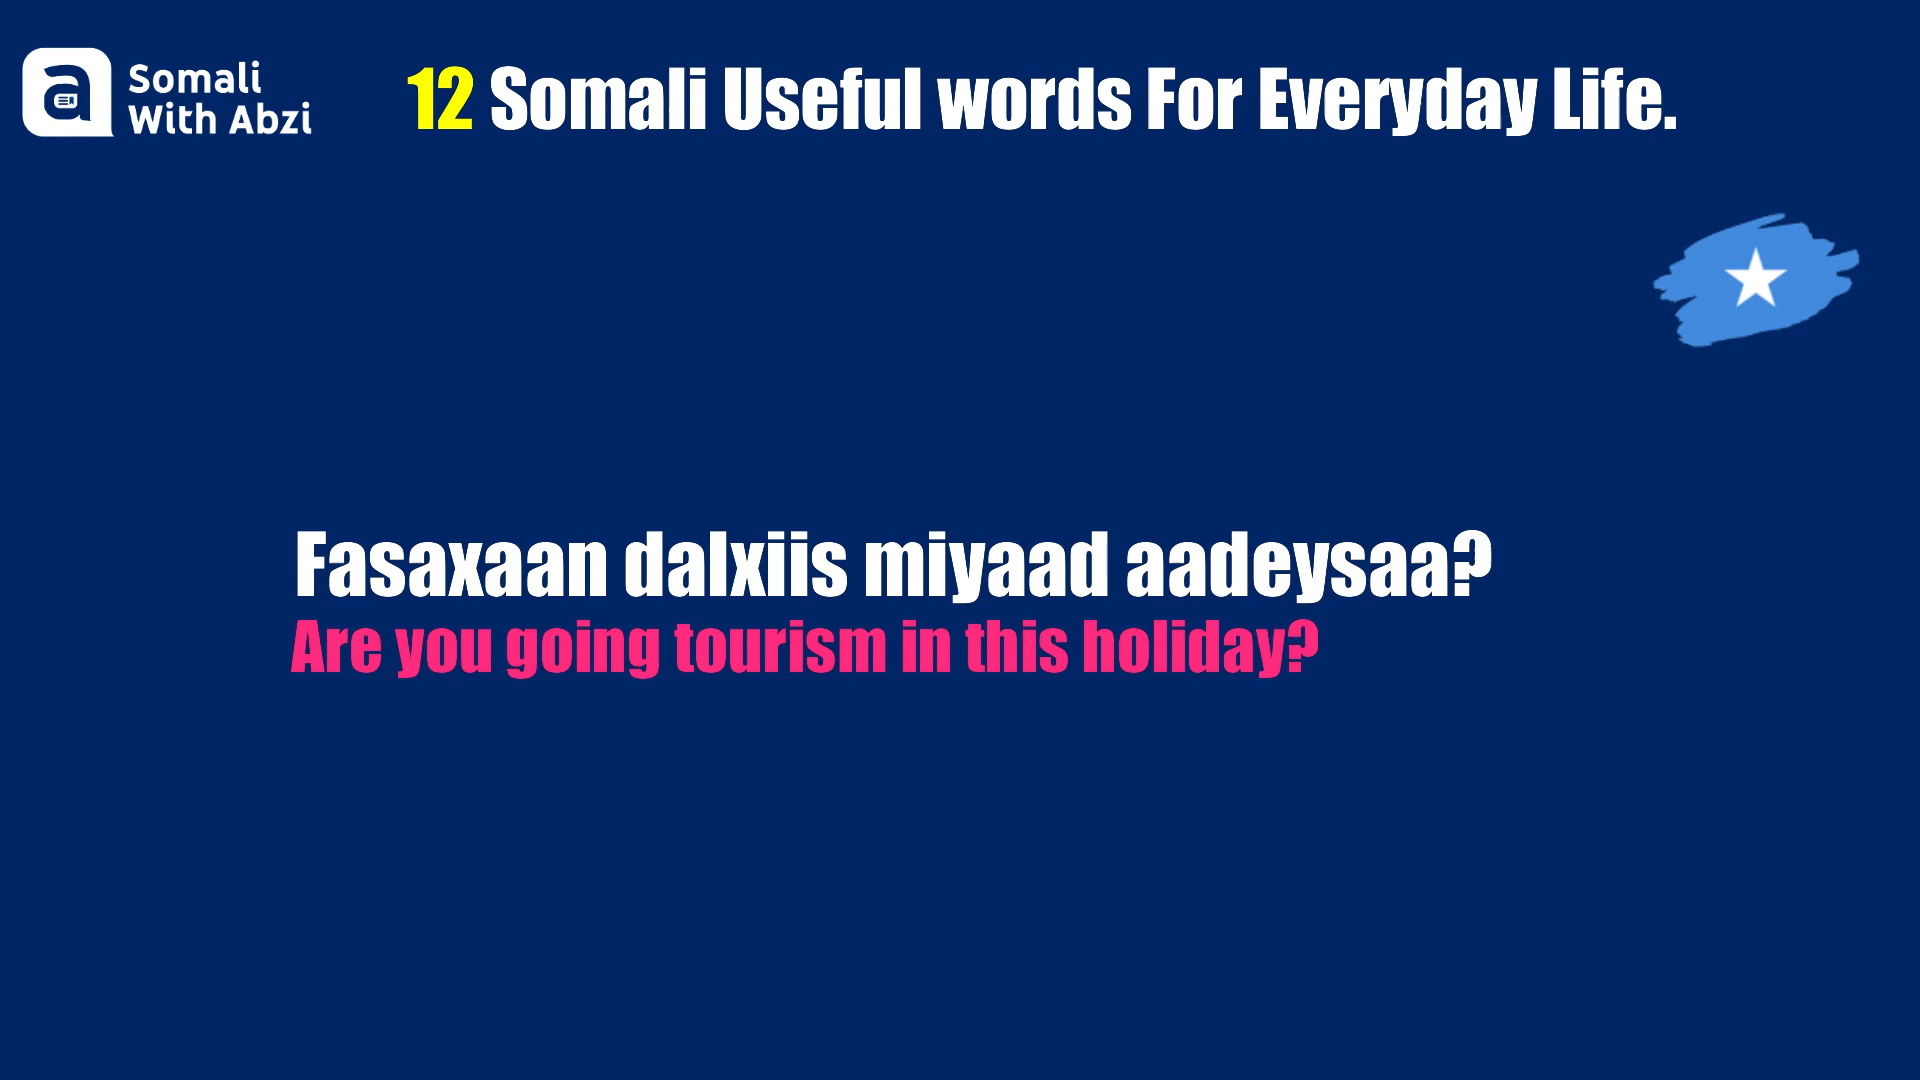 Somali
With Abzi
12 Somali Useful words For Everyday Life.
Fasaxaan dalxiis miyaad aadeysaa?
Are you going tourism in this holiday?